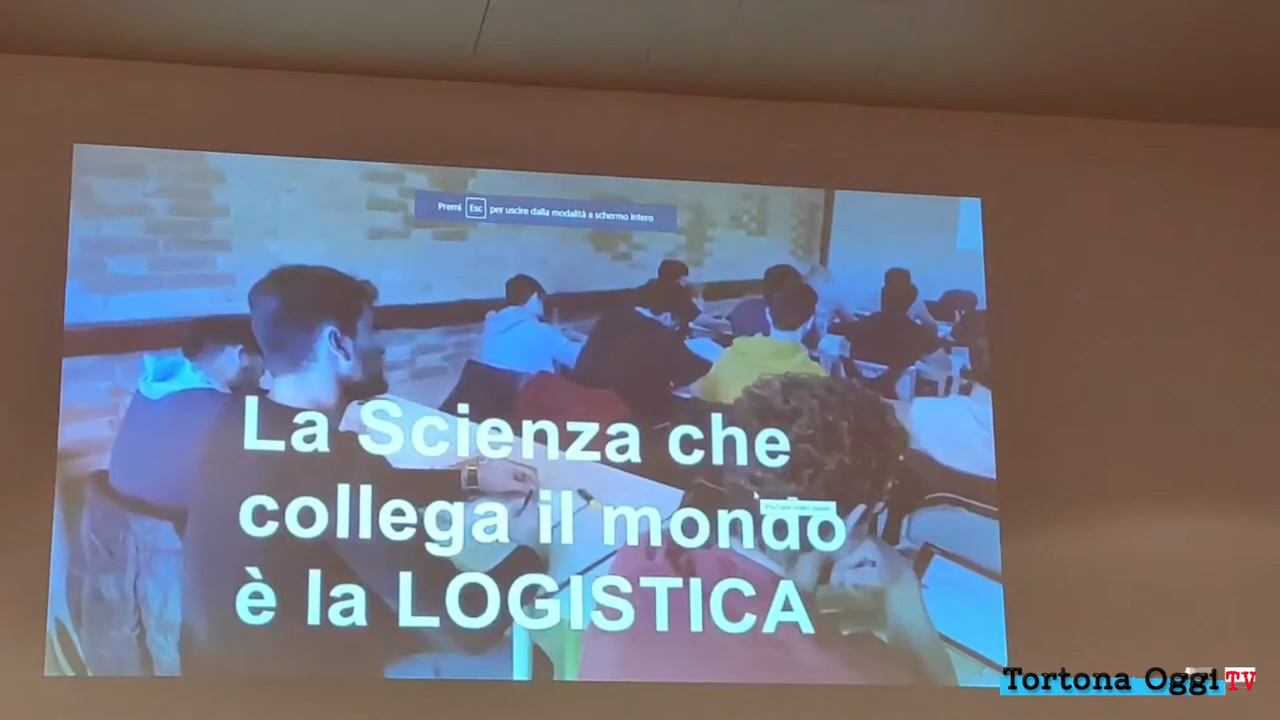 Premi Esc per uscire dalla modalità a schermo intero
La Scienza che
collega il mondo
è la LOGISTICA
Tortona Oggi TV